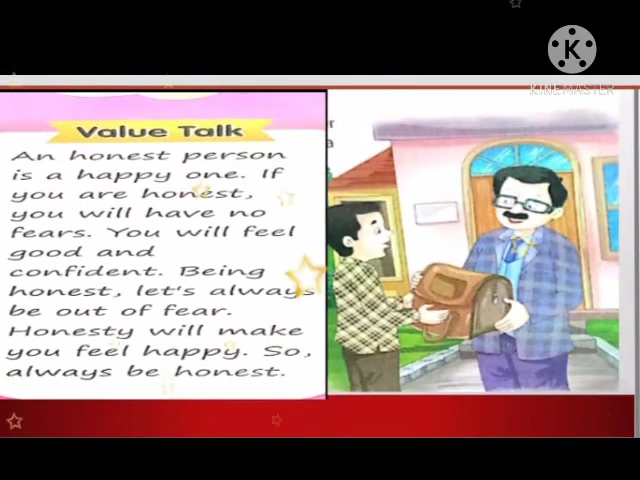 K
KINEMASTER
Value Talk
An honest person
is a happy one. If
you are honest,
you will have no
fears. You will feel
good and
confident. Being
honest, let's always
be out of fear.
Honesty will make
you feel happy. So,
always be honest.